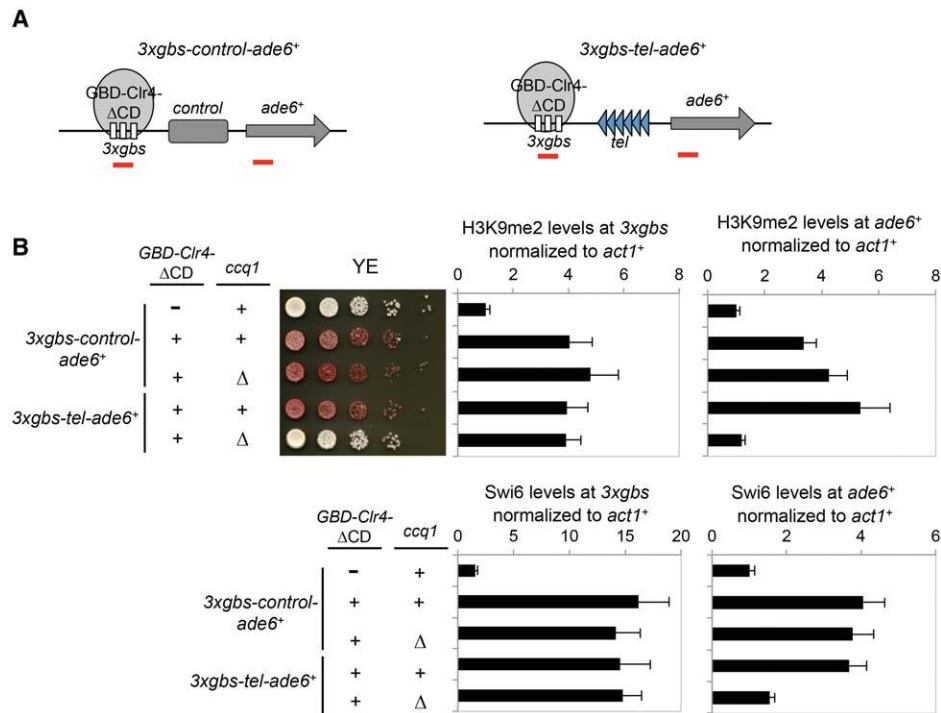 A
3xgbs-control-ade6⁺
3xgbs-tel-ade6⁺
GBD-Clr4-
ΔCD
control
ade6⁺
3xgbs
GBD-Clr4-
ΔCD
ade6⁺
3xgbs
tel
B
GBD-Clr4-
ΔCD
ccq1
YE
H3K9me2 levels at 3xgbs
normalized to act1⁺
0 2 4 6 8
H3K9me2 levels at ade6⁺
normalized to act1⁺
0 2 4 6 8
3xgbs-control-
ade6⁺
- +
+ +
+ Δ
3xgbs-tel-ade6⁺
+ +
+ Δ
GBD-Clr4-
ΔCD
ccq1
Swi6 levels at 3xgbs
normalized to act1⁺
0 5 10 15 20
Swi6 levels at ade6⁺
normalized to act1⁺
0 2 4 6
3xgbs-control-
ade6⁺
- +
+ +
+ Δ
3xgbs-tel-ade6⁺
+ +
+ Δ